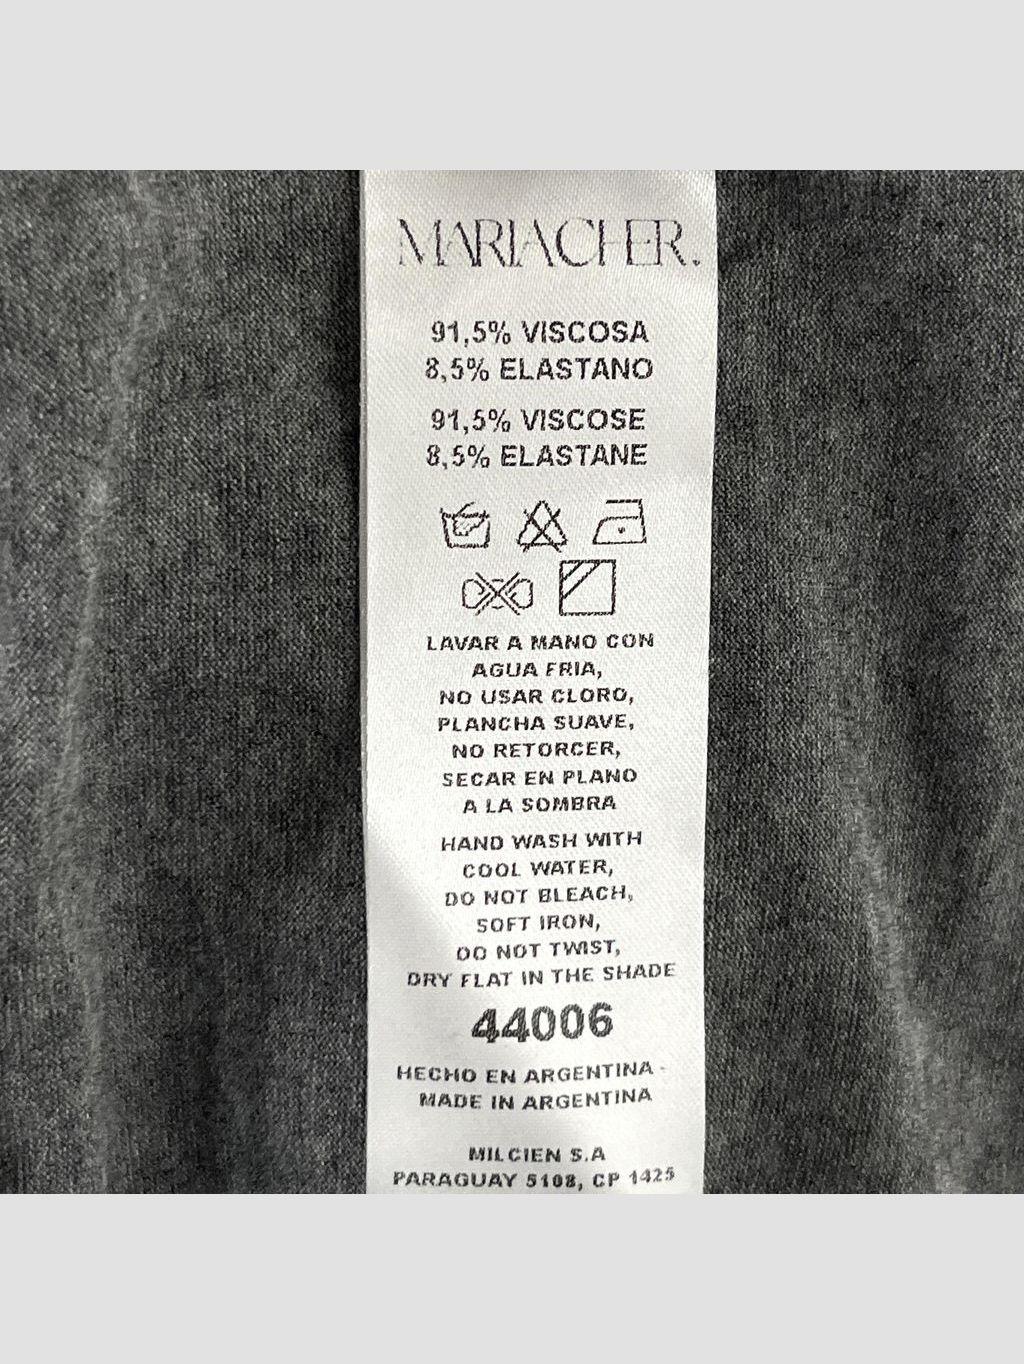 MARIACHER.
91,5% VISCOSA
8,5% ELASTANO
91,5% VISCOSE
8,5% ELASTANE
LAVAR A MANO CON
AGUA FRIA,
NO USAR CLORO,
PLANCHA SUAVE,
NO RETORCER,
SECAR EN PLANO
A LA SOMBRA
HAND WASH WITH
COOL WATER,
DO NOT BLEACH,
SOFT IRON,
DO NOT TWIST,
DRY FLAT IN THE SHADE
44006
HECHO EN ARGENTINA -
MADE IN ARGENTINA
MILCIEN S.A
PARAGUAY 5108, CP 1425